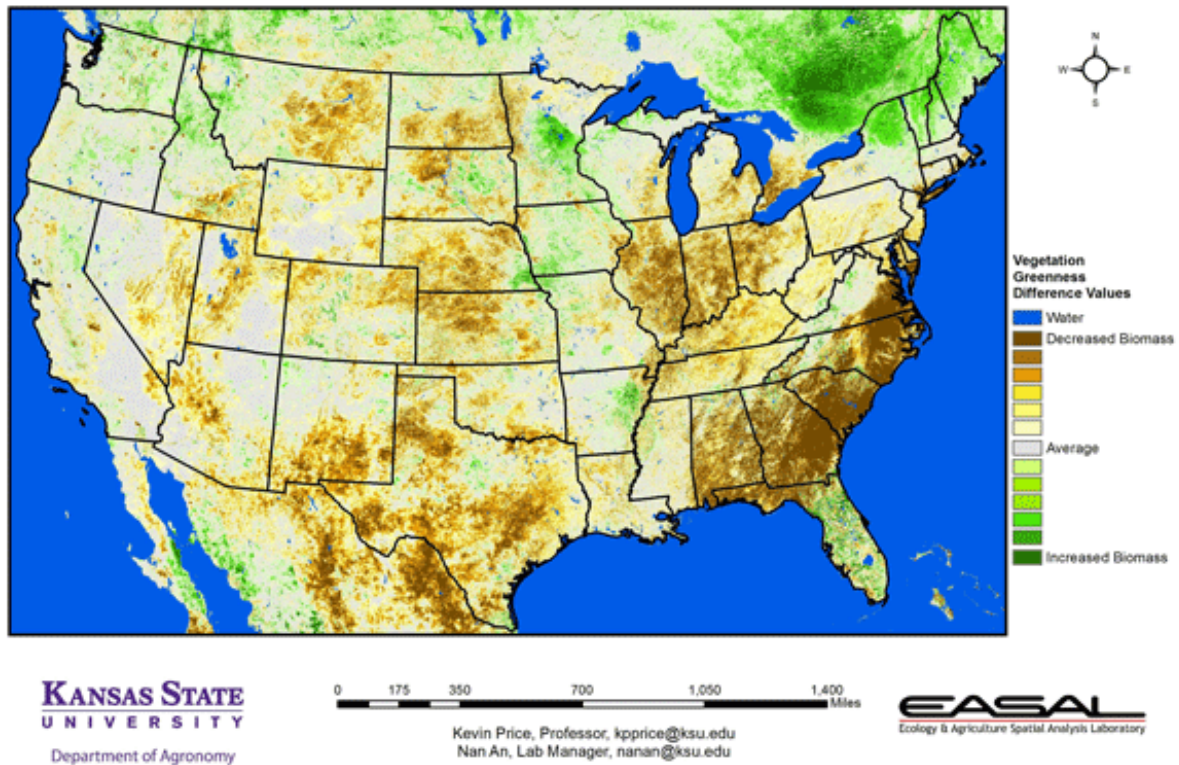 N
W E
S
Vegetation
Greenness
Difference Values
Water
Decreased Biomass
Average
Increased Biomass
KANSAS STATE
UNIVERSITY
Department of Agronomy
0 175 350 700 1,050 1,400
Miles
Kevin Price, Professor, kpprice@ksu.edu
Nan An, Lab Manager, nanan@ksu.edu
EASAL
Ecology & Agriculture Spatial Analysis Laboratory